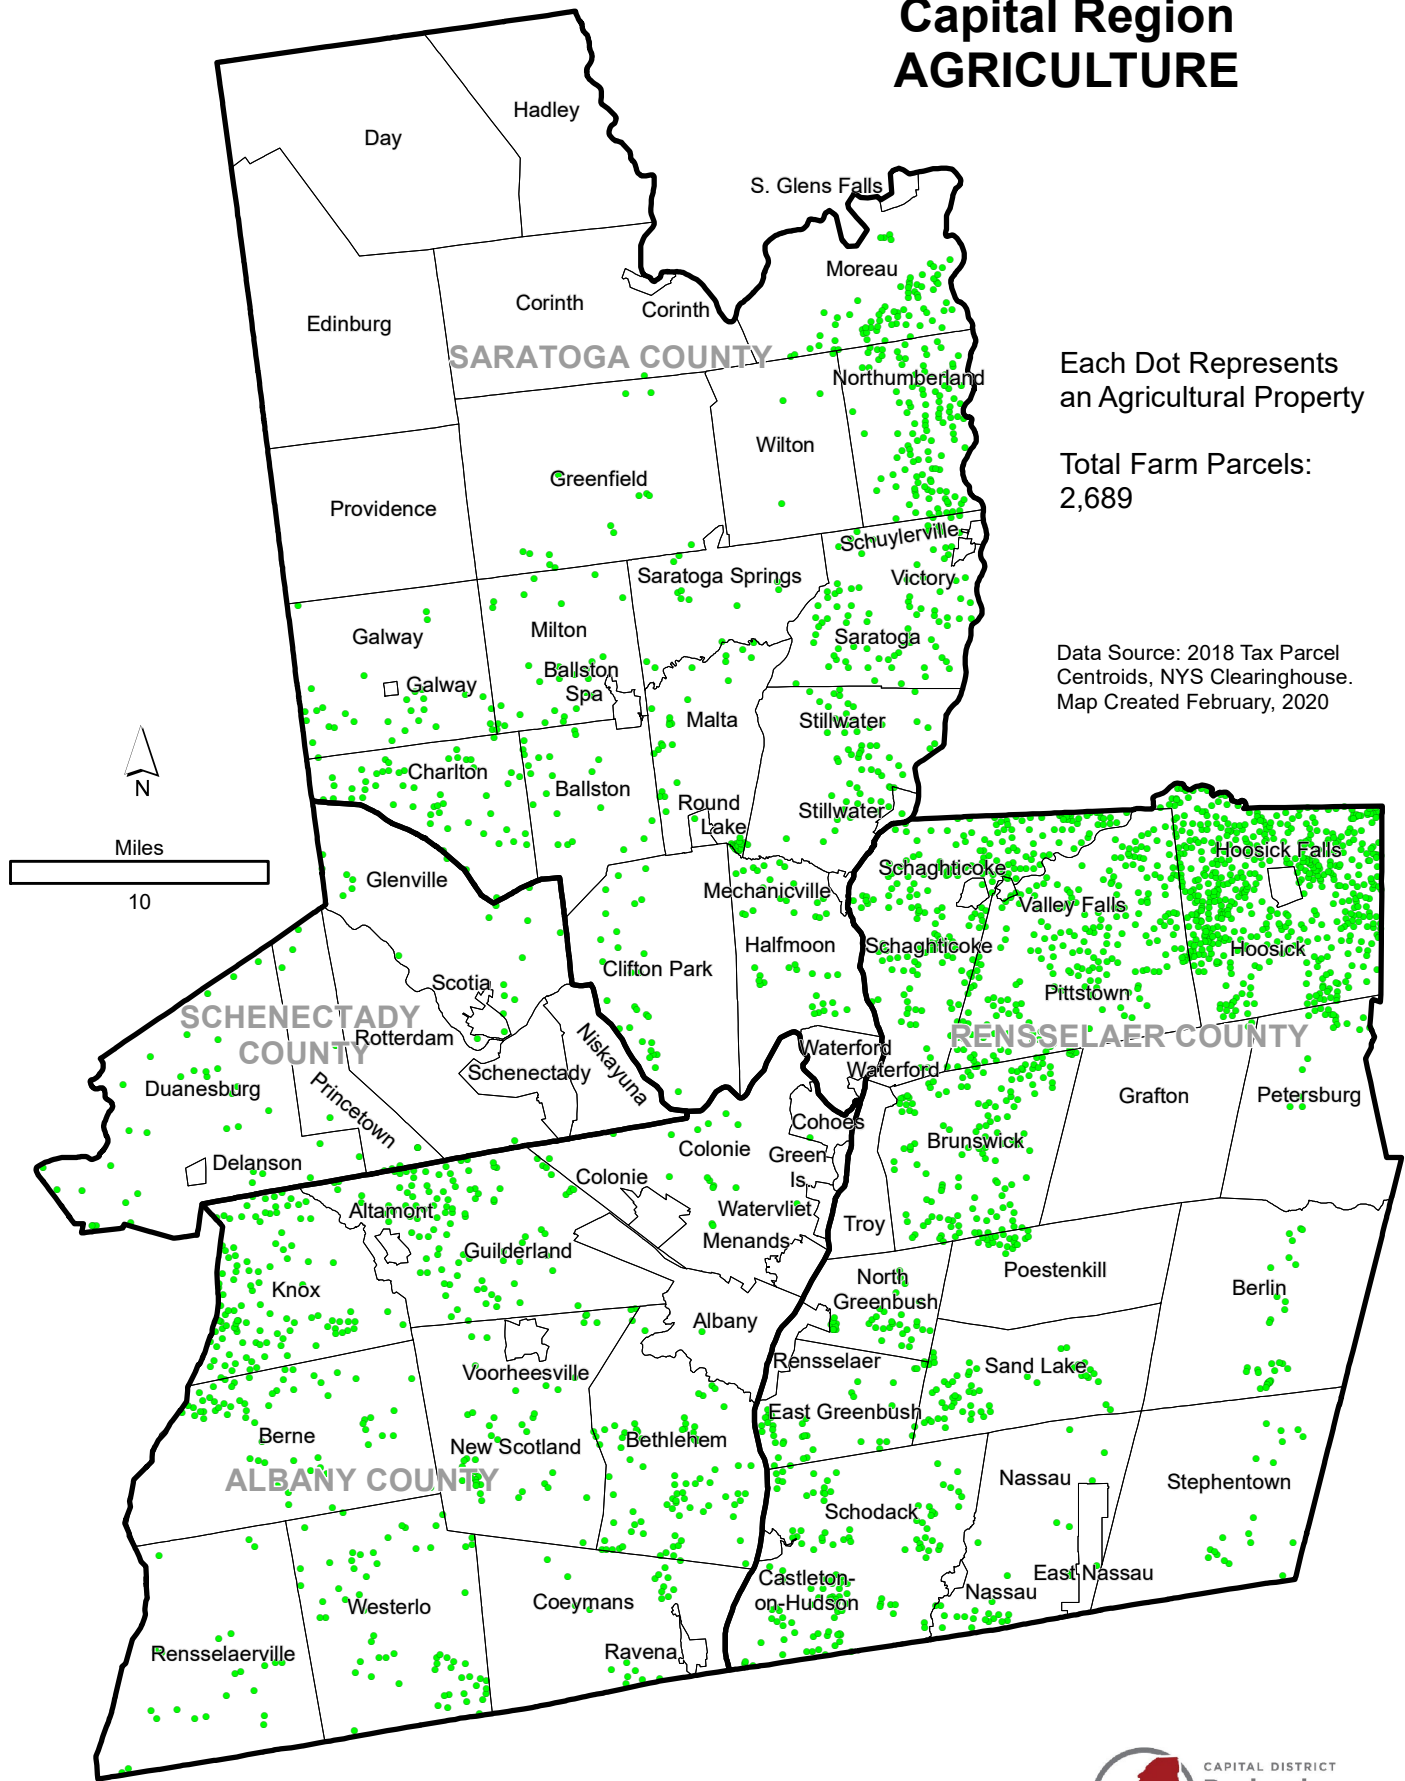 Capital Region
AGRICULTURE
Hadley
Day
S. Glens Falls
Moreau
Corinth
Corinth
Edinburg
SARATOGA COUNTY
Each Dot Represents
an Agricultural Property
Northumberland
Wilton
Total Farm Parcels:
2,689
Greenfield
Providence
Schuylerville
Victory
Saratoga Springs
Galway
Milton
Saratoga
Data Source: 2018 Tax Parcel
Centroids, NYS Clearinghouse.
Map Created February, 2020
Ballston
Spa
Galway
Malta
Stillwater
N
Charlton
Ballston
Round
Lake
Stillwater
Miles
10
Glenville
Mechanicville
Schaghticoke
Hoosick Falls
Valley Falls
Halfmoon
Schaghticoke
Hoosick
Clifton Park
Scotia
Pittstown
SCHENECTADY
COUNTY
Rotterdam
RENSSELAER COUNTY
Niskayuna
Waterford
Waterford
Schenectady
Duanesburg
Princetown
Grafton
Petersburg
Cohoes
Brunswick
Colonie
Green
Is.
Delanson
Colonie
Watervliet
Altamont
Troy
Menands
Guilderland
Poestenkill
North
Greenbush
Berlin
Knox
Albany
Voorheesville
Rensselaer
Sand Lake
East Greenbush
Berne
New Scotland
Bethlehem
ALBANY COUNTY
Nassau
Stephentown
Schodack
Castleton-
on-Hudson
East Nassau
Nassau
Westerlo
Coeymans
Rensselaerville
Ravena
CAPITAL DISTRICT